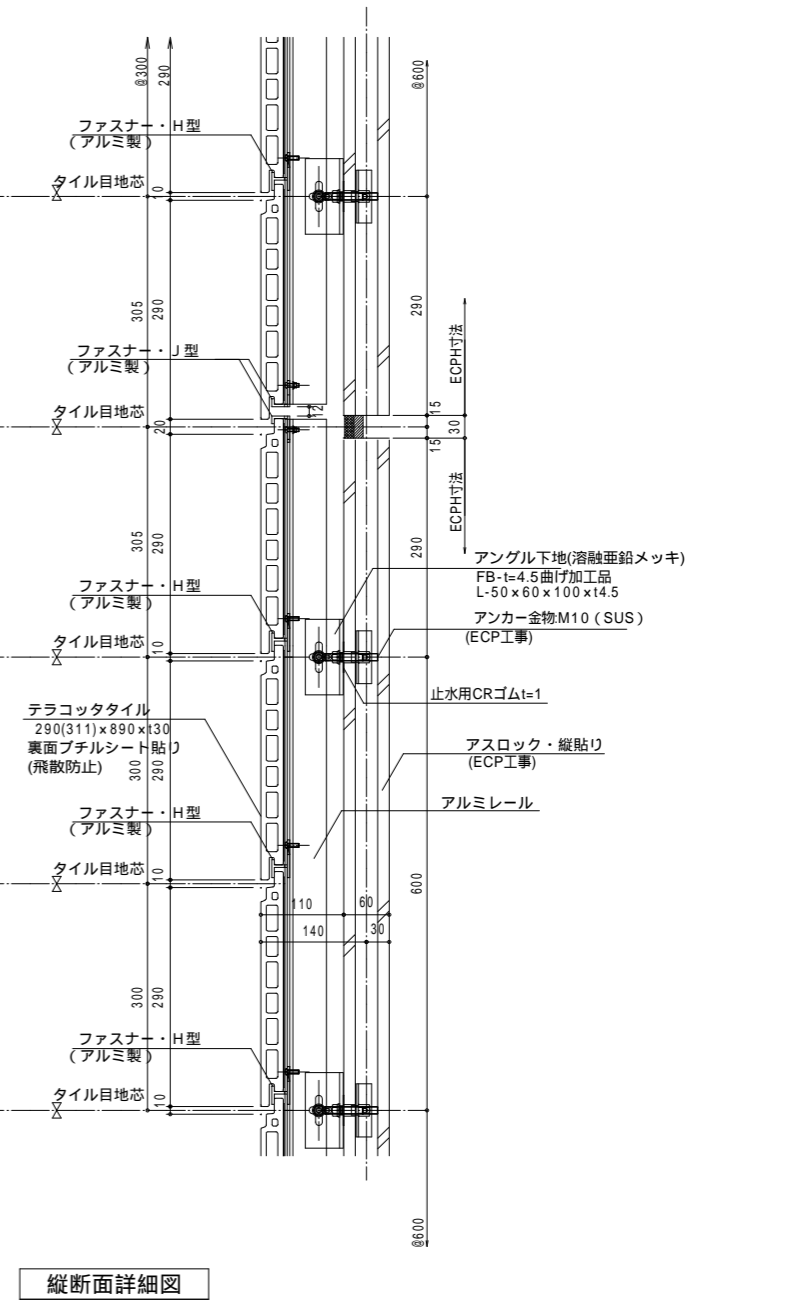 @300
290
@600
ファスナー・H型
(アルミ製)
タイル目地芯
10
305
290
290
ECPH寸法
ファスナー・J型
(アルミ製)
12
15
タイル目地芯
20
30
15
ECPH寸法
305
290
290
アングル下地(溶融亜鉛メッキ)
FB-t=4.5曲げ加工品
L-50x60x100xt4.5
ファスナー・H型
(アルミ製)
アンカー金物:M10(SUS)
(ECP工事)
タイル目地芯
10
止水用CRゴムt=1
テラコッタタイル
290(311)x890xt30
裏面ブチルシート貼り
(飛散防止)
300
290
アスロック・縦貼り
(ECP工事)
アルミレール
ファスナー・H型
(アルミ製)
タイル目地芯
10
600
110
60
140
30
300
290
ファスナー・H型
(アルミ製)
タイル目地芯
10
@600
縦断面詳細図